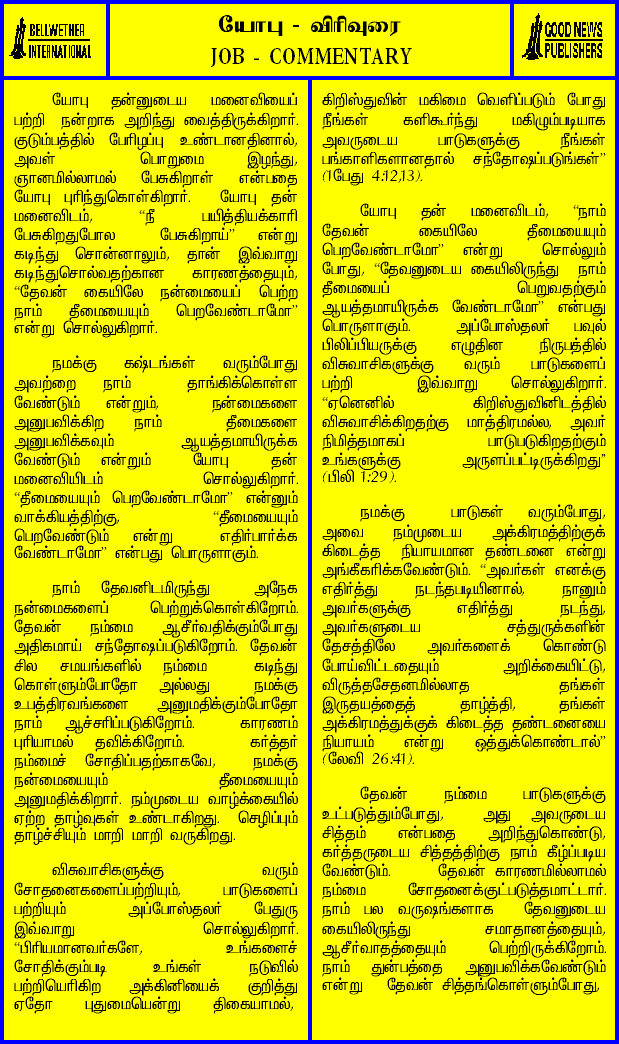 BELLWETHER
INTERNATIONAL
யோபு - விரிவுரை
JOB - COMMENTARY
GOOD NEWS
PUBLISHERS
யோபு தன்னுடைய மனைவியைப்
பற்றி நன்றாக அறிந்து வைத்திருக்கிறார்.
குடும்பத்தில் பேரிழப்பு உண்டானதினால்,
அவள் பொறுமை இழந்து,
ஞானமில்லாமல் பேசுகிறாள் என்பதை
யோபு புரிந்துகொள்கிறார். யோபு தன்
மனைவிடம், “நீ பயித்தியக்காரி
பேசுகிறதுபோல பேசுகிறாய்” என்று
கடிந்து சொன்னாலும், தான் இவ்வாறு
கடிந்துசொல்வதற்கான காரணத்தையும்,
“தேவன் கையிலே நன்மையைப் பெற்ற
நாம் தீமையையும் பெறவேண்டாமோ”
என்று சொல்லுகிறார்.
நமக்கு கஷ்டங்கள் வரும்போது
அவற்றை நாம் தாங்கிக்கொள்ள
வேண்டும் என்றும், நன்மைகளை
அனுபவிக்கிற நாம் தீமைகளை
அனுபவிக்கவும் ஆயத்தமாயிருக்க
வேண்டும் என்றும் யோபு தன்
மனைவியிடம் சொல்லுகிறார்.
“தீமையையும் பெறவேண்டாமோ” என்னும்
வாக்கியத்திற்கு, “தீமையையும்
பெறவேண்டும் என்று எதிர்பார்க்க
வேண்டாமோ” என்பது பொருளாகும்.
நாம் தேவனிடமிருந்து அநேக
நன்மைகளைப் பெற்றுக்கொள்கிறோம்.
தேவன் நம்மை ஆசீர்வதிக்கும்போது
அதிகமாய் சந்தோஷப்படுகிறோம். தேவன்
சில சமயங்களில் நம்மை கடிந்து
கொள்ளும்போதோ அல்லது நமக்கு
உபத்திரவங்களை அனுமதிக்கும்போதோ
நாம் ஆச்சரிப்படுகிறோம். காரணம்
புரியாமல் தவிக்கிறோம். கர்த்தர்
நம்மைச் சோதிப்பதற்காகவே, நமக்கு
நன்மையையும் தீமையையும்
அனுமதிக்கிறார். நம்முடைய வாழ்க்கையில்
ஏற்ற தாழ்வுகள் உண்டாகிறது. செழிப்பும்
தாழ்ச்சியும் மாறி மாறி வருகிறது.
விசுவாசிகளுக்கு வரும்
சோதனைகளைப்பற்றியும், பாடுகளைப்
பற்றியும் அப்போஸ்தலர் பேதுரு
இவ்வாறு சொல்லுகிறார்.
“பிரியமானவர்களே, உங்களைச்
சோதிக்கும்படி உங்கள் நடுவில்
பற்றியெரிகிற அக்கினியைக் குறித்து
ஏதோ புதுமையென்று திகையாமல்,
கிறிஸ்துவின் மகிமை வெளிப்படும் போது
நீங்கள் களிகூர்ந்து மகிழும்படியாக
அவருடைய பாடுகளுக்கு நீங்கள்
பங்காளிகளானதால் சந்தோஷப்படுங்கள்”
(1பேது 4:12,13).
யோபு தன் மனைவிடம், “நாம்
தேவன் கையிலே தீமையையும்
பெறவேண்டாமோ” என்று சொல்லும்
போது, “தேவனுடைய கையிலிருந்து நாம்
தீமையைப் பெறுவதற்கும்
ஆயத்தமாயிருக்க வேண்டாமோ” என்பது
பொருளாகும். அப்போஸ்தலர் பவுல்
பிலிப்பியருக்கு எழுதின நிருபத்தில்
விசுவாசிகளுக்கு வரும் பாடுகளைப்
பற்றி இவ்வாறு சொல்லுகிறார்.
“ஏனெனில் கிறிஸ்துவினிடத்தில்
விசுவாசிக்கிறதற்கு மாத்திரமல்ல, அவர்
நிமித்தமாகப் பாடுபடுகிறதற்கும்
உங்களுக்கு அருளப்பட்டிருக்கிறது”
(பிலி 1:29).
நமக்கு பாடுகள் வரும்போது,
அவை நம்முடைய அக்கிரமத்திற்குக்
கிடைத்த நியாயமான தண்டனை என்று
அங்கீகரிக்கவேண்டும். “அவர்கள் எனக்கு
எதிர்த்து நடந்தபடியினால், நானும்
அவர்களுக்கு எதிர்த்து நடந்து,
அவர்களுடைய சத்துருக்களின்
தேசத்திலே அவர்களைக் கொண்டு
போய்விட்டதையும் அறிக்கையிட்டு,
விருத்தசேதனமில்லாத தங்கள்
இருதயத்தைத் தாழ்த்தி, தங்கள்
அக்கிரமத்துக்குக் கிடைத்த தண்டனையை
நியாயம் என்று ஒத்துக்கொண்டால்”
(லேவி 26:41).
தேவன் நம்மை பாடுகளுக்கு
உட்படுத்தும்போது, அது அவருடைய
சித்தம் என்பதை அறிந்துகொண்டு,
கர்த்தருடைய சித்தத்திற்கு நாம் கீழ்ப்படிய
வேண்டும். தேவன் காரணமில்லாமல்
நம்மை சோதனைக்குட்படுத்தமாட்டார்.
நாம் பல வருஷங்களாக தேவனுடைய
கையிலிருந்து சமாதானத்தையும்,
ஆசீர்வாதத்தையும் பெற்றிருக்கிறோம்.
நாம் துன்பத்தை அனுபவிக்கவேண்டும்
என்று தேவன் சித்தங்கொள்ளும்போது,